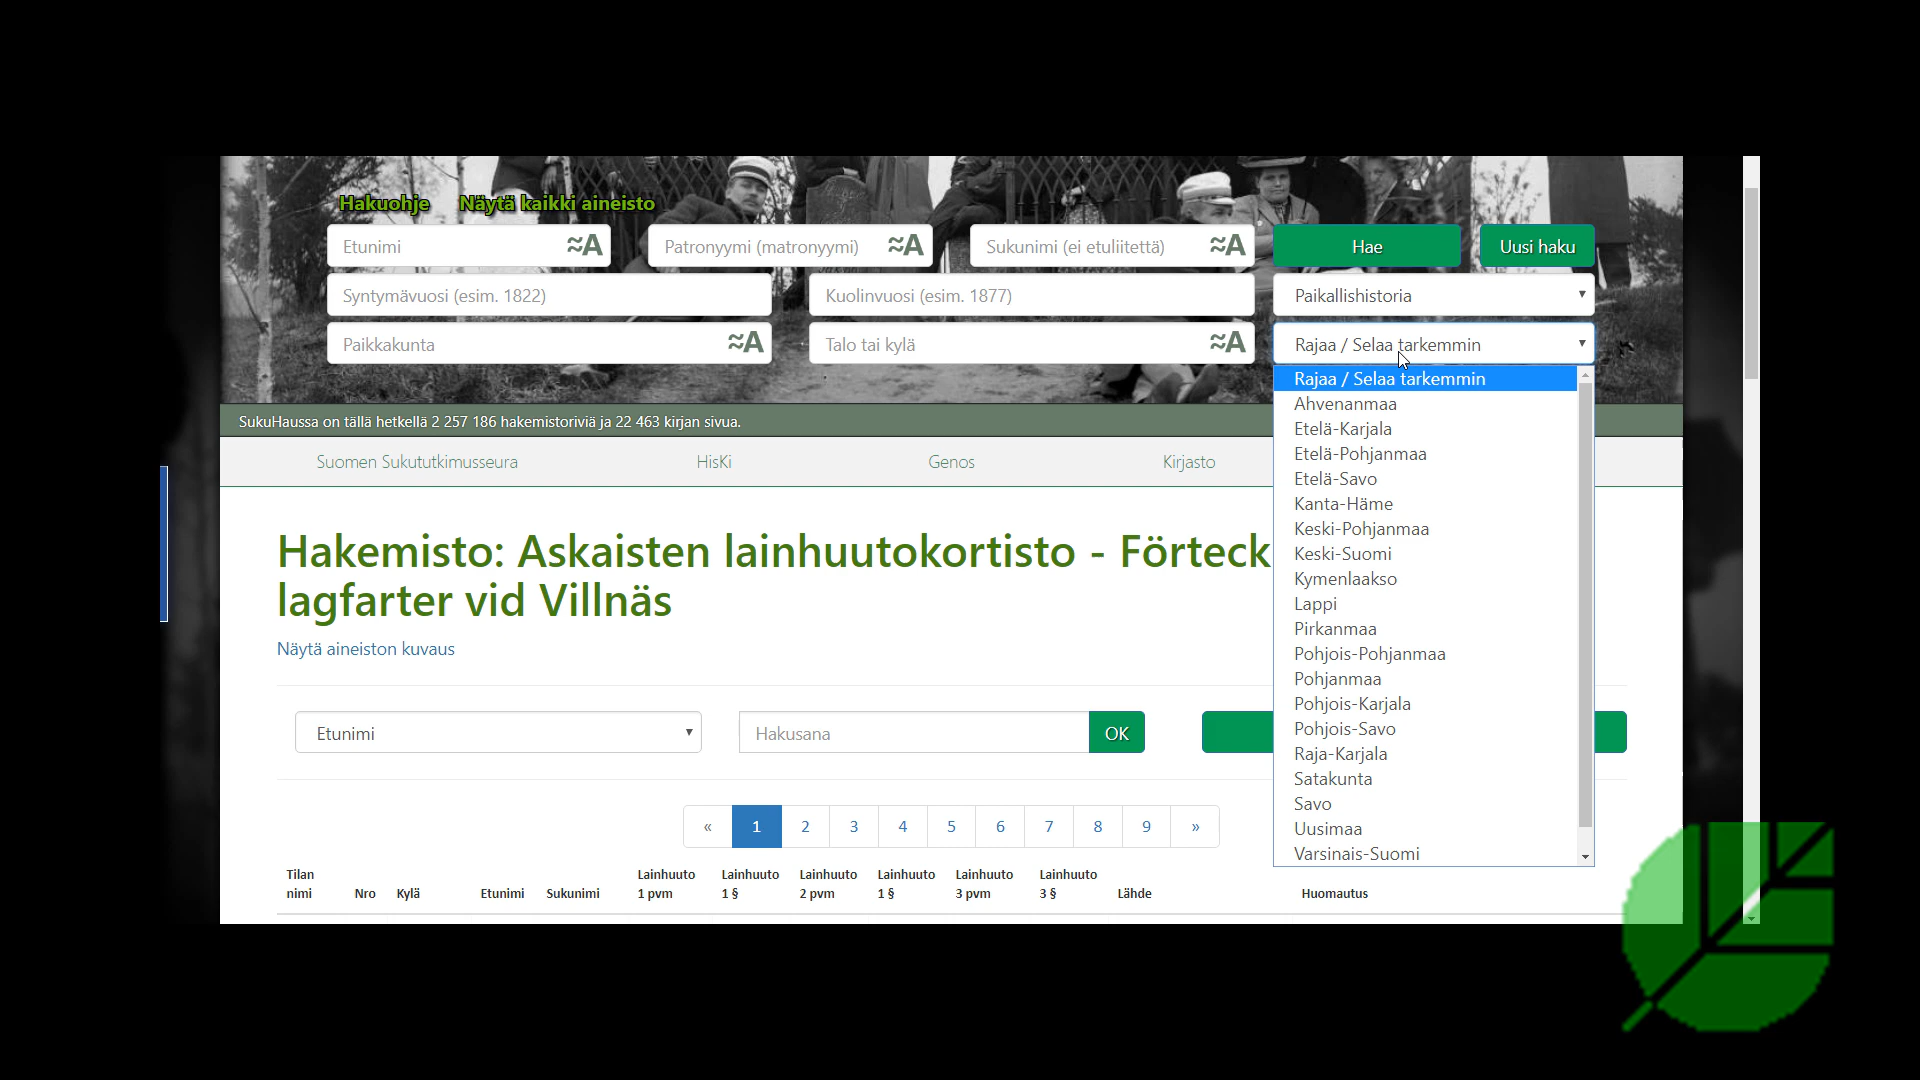 Hakuohje Näytä kaikki aineisto
Etunimi ≈A Patronyymi (matronyymi) ≈A Sukunimi (ei etuliitettä) ≈A Hae Uusi haku
Syntymävuosi (esim. 1822) Kuolinvuosi (esim. 1877) Paikallishistoria
Paikkakunta ≈A Talo tai kylä ≈A Rajaa / Selaa tarkemmin
Rajaa / Selaa tarkemmin
Ahvenanmaa
Etelä-Karjala
Etelä-Pohjanmaa
Etelä-Savo
Kanta-Häme
Keski-Pohjanmaa
Keski-Suomi
Kymenlaakso
Lappi
Pirkanmaa
Pohjois-Pohjanmaa
Pohjanmaa
Pohjois-Karjala
Pohjois-Savo
Raja-Karjala
Satakunta
Savo
Uusimaa
Varsinais-Suomi
SukuHaussa on tällä hetkellä 2 257 186 hakemistoriviä ja 22 463 kirjan sivua.
Suomen Sukututkimusseura HisKi Genos Kirjasto
Hakemisto: Askaisten lainhuutokortisto - Förteck
lagfarter vid Villnäs
Näytä aineiston kuvaus
Etunimi Hakusana OK
« 1 2 3 4 5 6 7 8 9 »
Tilan nimi Nro Kylä Etunimi Sukunimi Lainhuuto 1 pvm Lainhuuto 1 § Lainhuuto 2 pvm Lainhuuto 1 § Lainhuuto 3 pvm Lainhuuto 3 § Lähde Huomautus